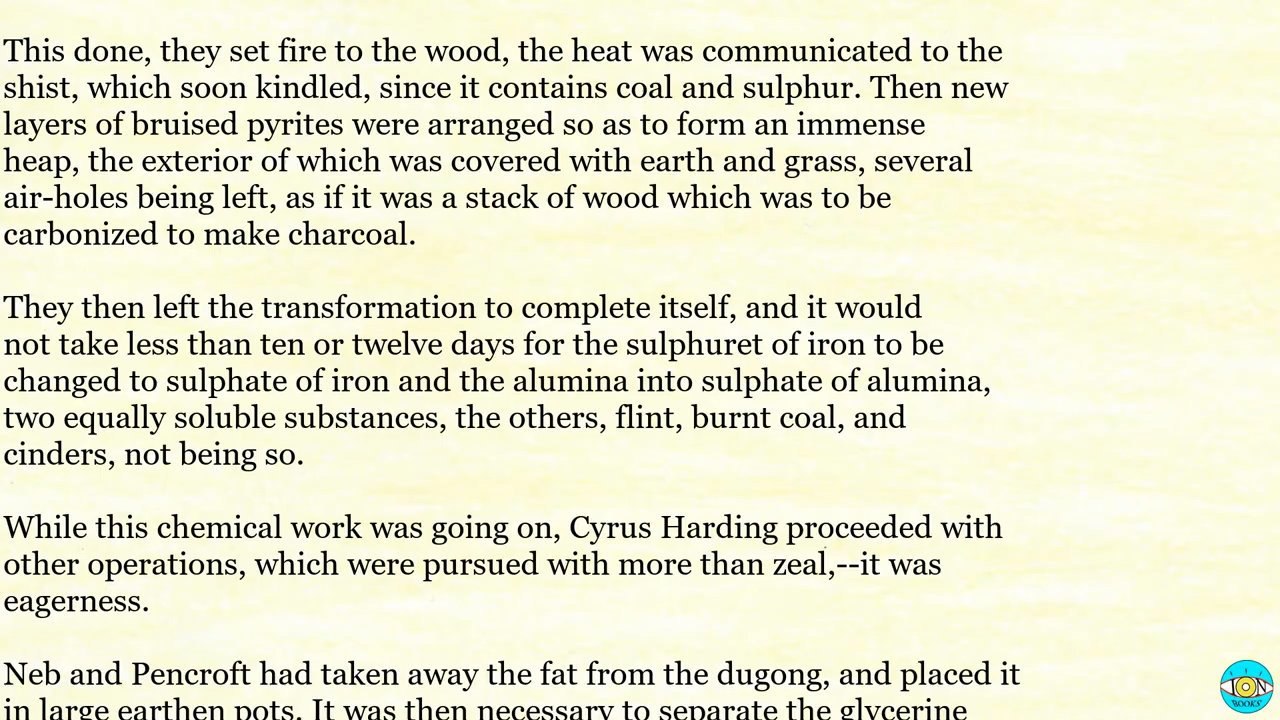 This done, they set fire to the wood, the heat was communicated to the
shist, which soon kindled, since it contains coal and sulphur. Then new
layers of bruised pyrites were arranged so as to form an immense
heap, the exterior of which was covered with earth and grass, several
air-holes being left, as if it was a stack of wood which was to be
carbonized to make charcoal.
They then left the transformation to complete itself, and it would
not take less than ten or twelve days for the sulphuret of iron to be
changed to sulphate of iron and the alumina into sulphate of alumina,
two equally soluble substances, the others, flint, burnt coal, and
cinders, not being so.
While this chemical work was going on, Cyrus Harding proceeded with
other operations, which were pursued with more than zeal,--it was
eagerness.
Neb and Pencroft had taken away the fat from the dugong, and placed it
in large earthen pots. It was then necessary to separate the glycerine
ION
BOOKS